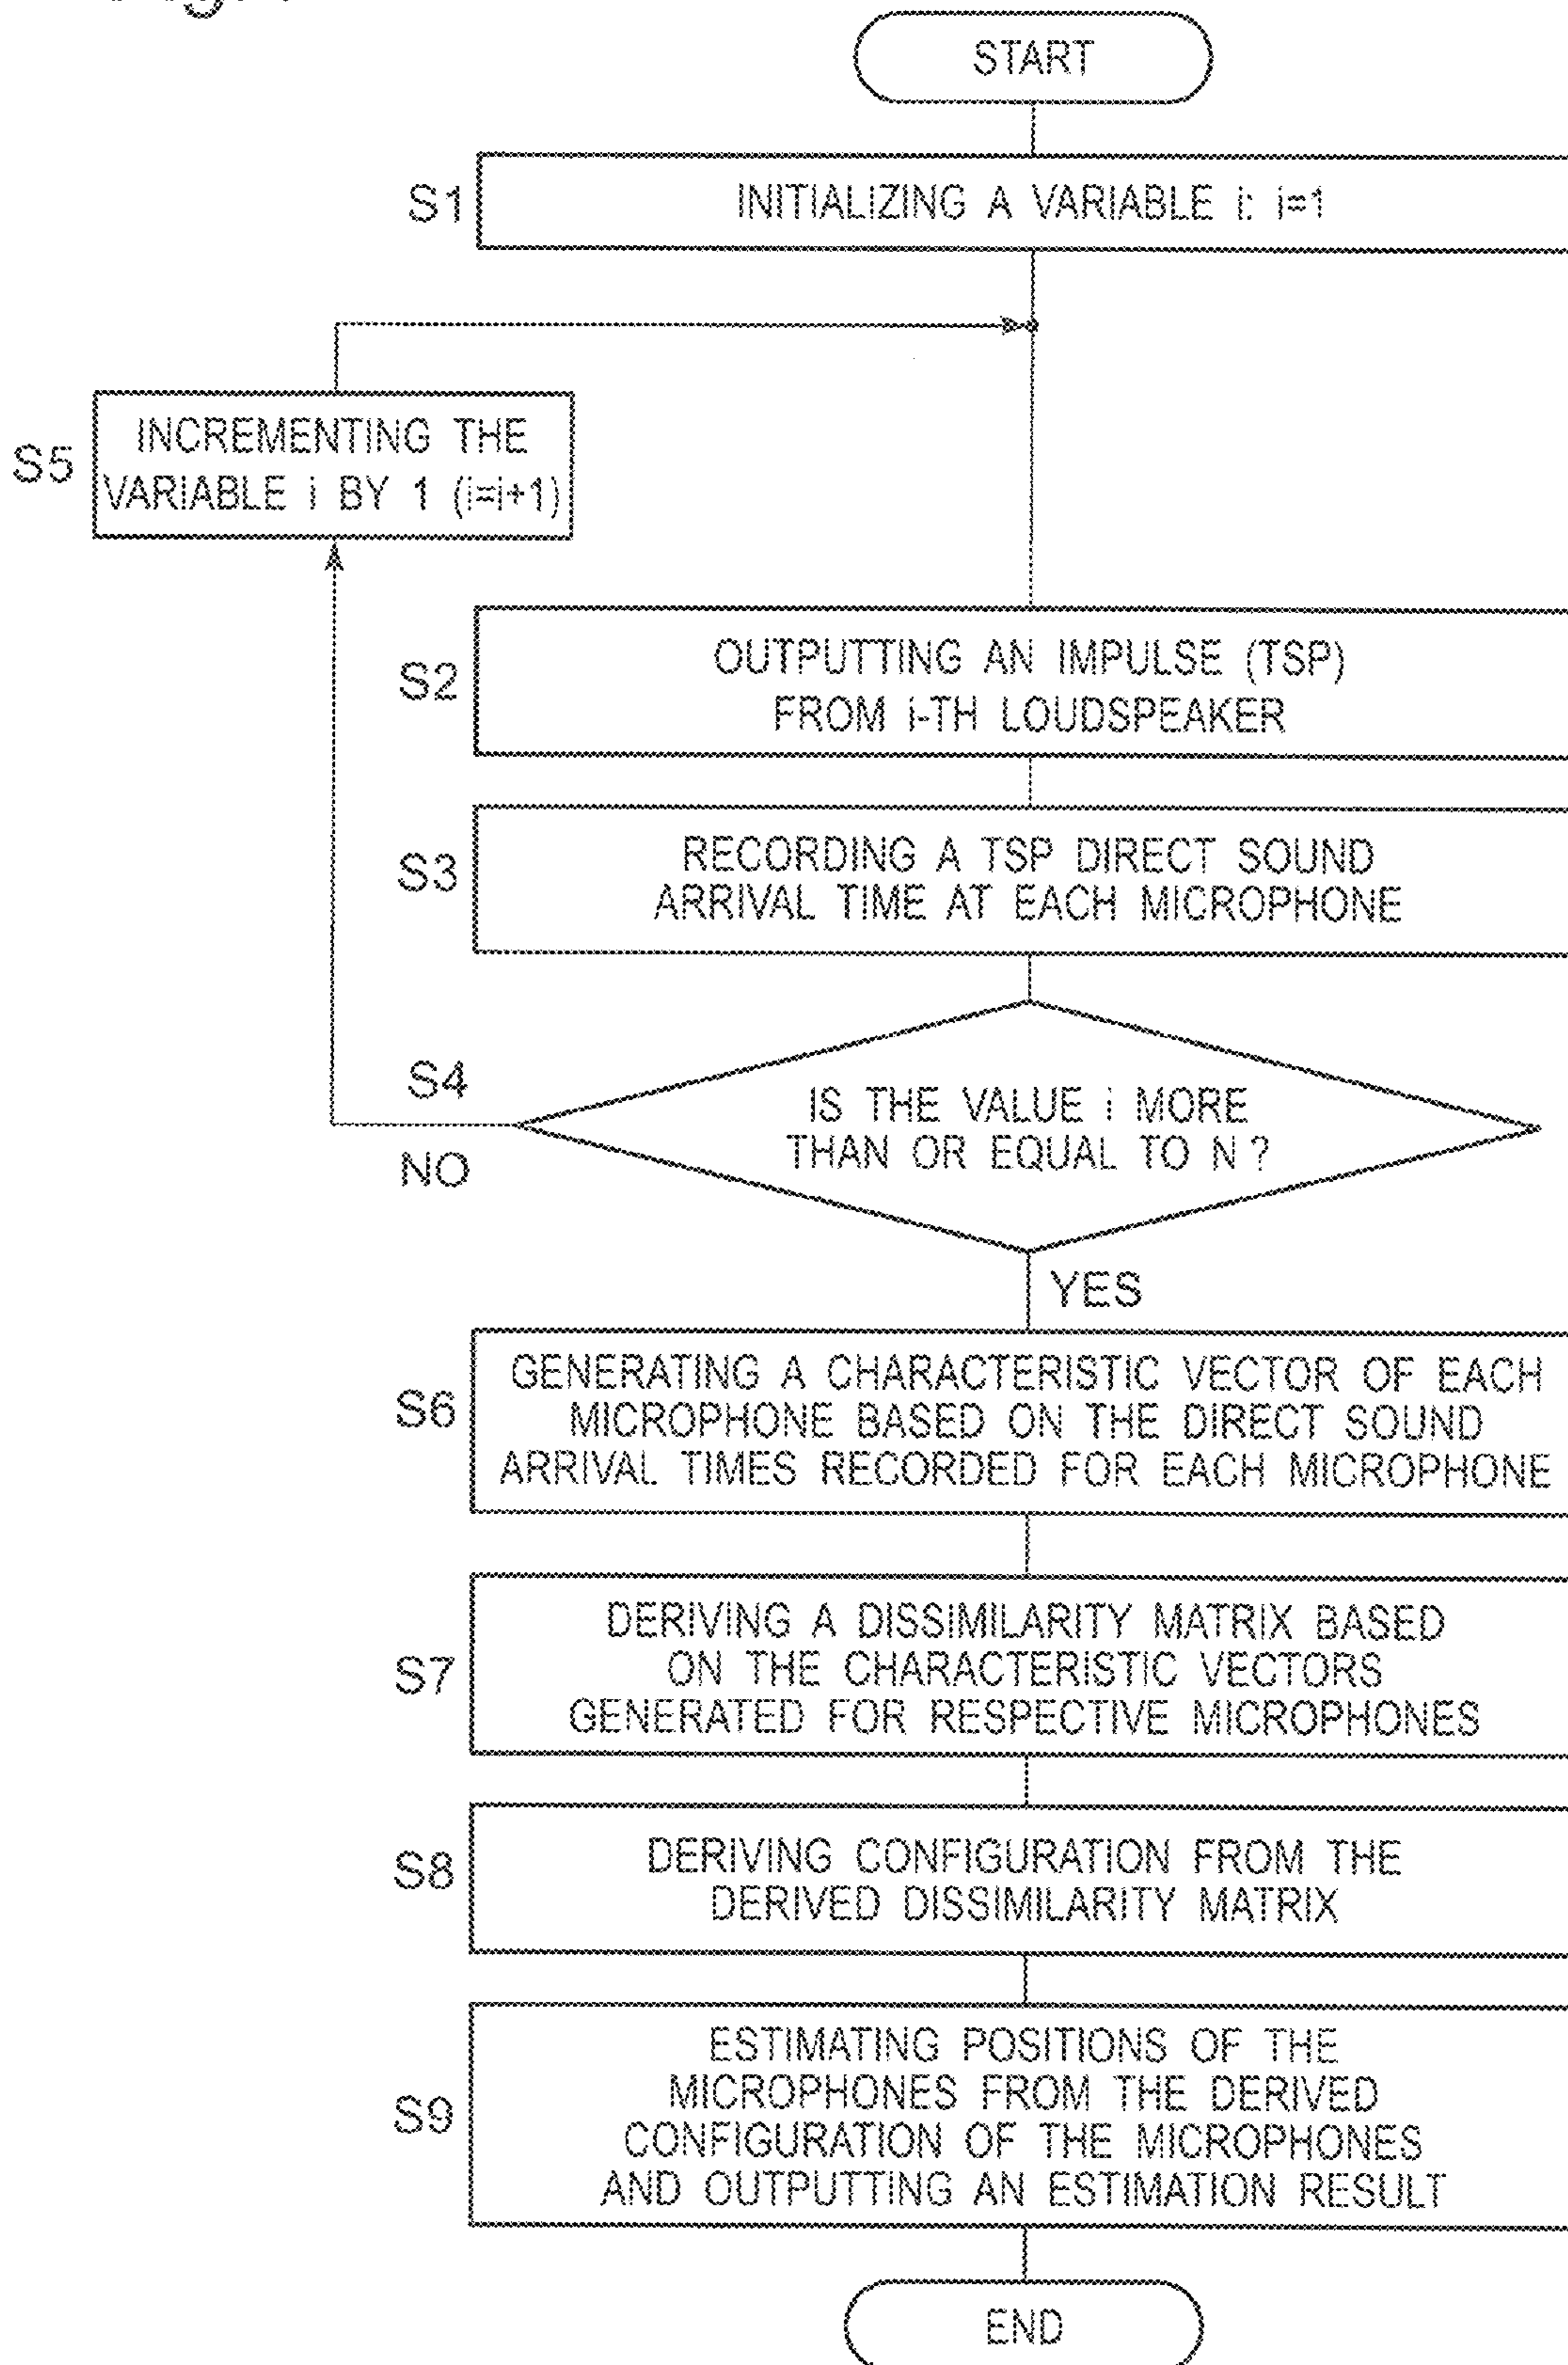 START
S1
INITIALIZING A VARIABLE i: i=1
S5
INCREMENTING THE
VARIABLE i BY 1 (i=i+1)
S2
OUTPUTTING AN IMPULSE (TSP)
FROM i-TH LOUDSPEAKER
S3
RECORDING A TSP DIRECT SOUND
ARRIVAL TIME AT EACH MICROPHONE
S4
IS THE VALUE i MORE
THAN OR EQUAL TO N ?
NO
YES
S6
GENERATING A CHARACTERISTIC VECTOR OF EACH
MICROPHONE BASED ON THE DIRECT SOUND
ARRIVAL TIMES RECORDED FOR EACH MICROPHONE
S7
DERIVING A DISSIMILARITY MATRIX BASED
ON THE CHARACTERISTIC VECTORS
GENERATED FOR RESPECTIVE MICROPHONES
S8
DERIVING CONFIGURATION FROM THE
DERIVED DISSIMILARITY MATRIX
S9
ESTIMATING POSITIONS OF THE
MICROPHONES FROM THE DERIVED
CONFIGURATION OF THE MICROPHONES
AND OUTPUTTING AN ESTIMATION RESULT
END